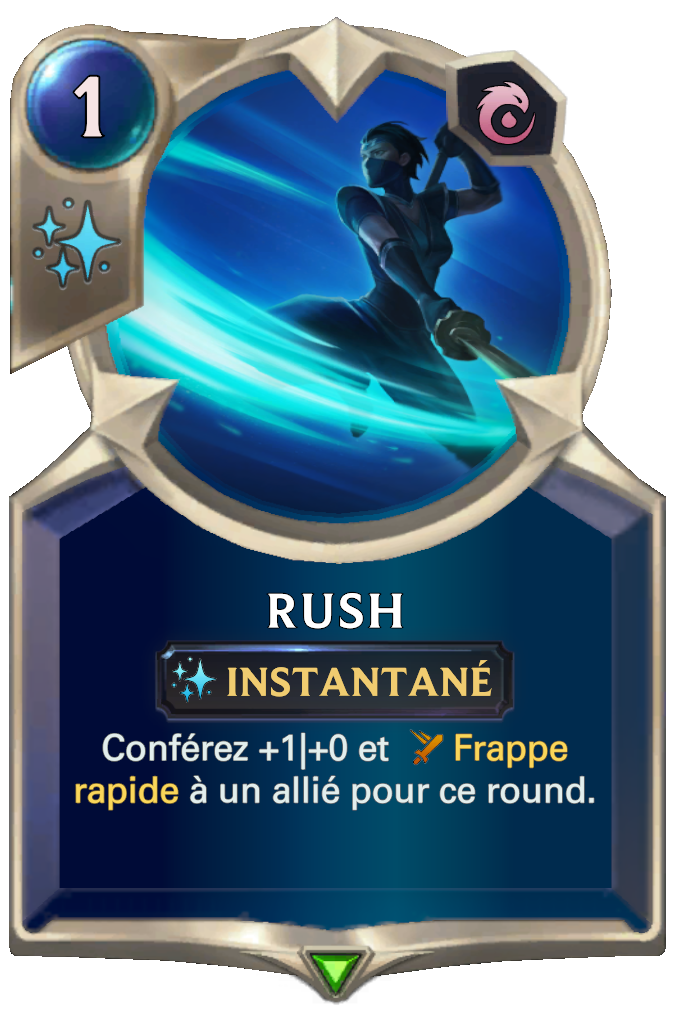 1
RUSH
INSTANTANÉ
Conférez +1|+0 et Frappe
rapide à un allié pour ce round.